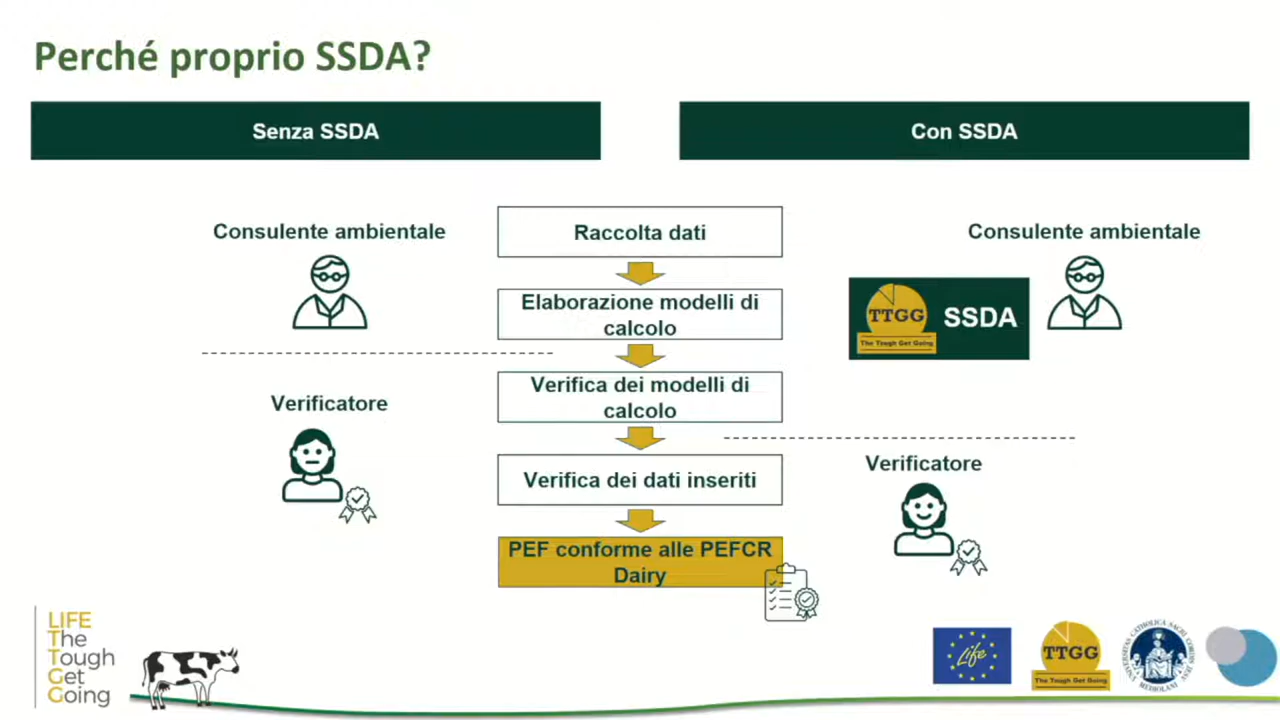 Perché proprio SSDA?
Senza SSDA
Con SSDA
Consulente ambientale
Raccolta dati
Consulente ambientale
Elaborazione modelli di
calcolo
TTGG
The Tough Get Going
SSDA
Verifica dei modelli di
calcolo
Verificatore
Verifica dei dati inseriti
Verificatore
PEF conforme alle PEFCR
Dairy
LIFE
The
Tough
Get
Going
Life
TTGG
The Tough Get Going